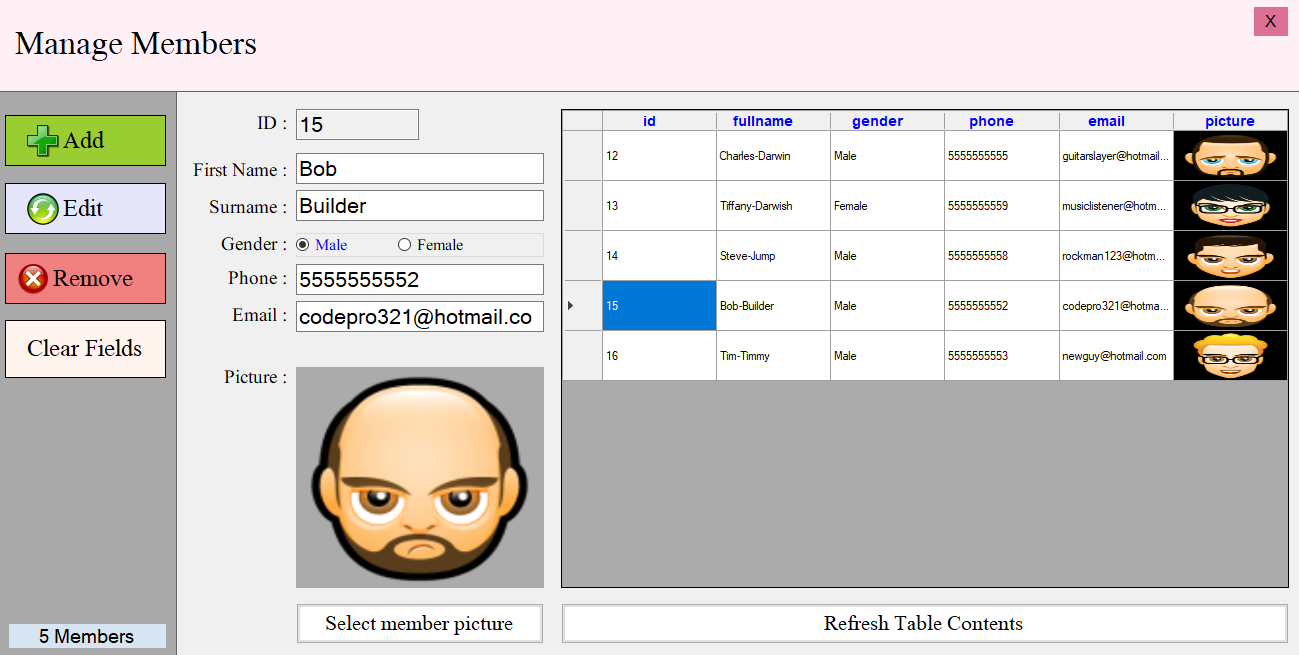 Manage Members
X
Add
Edit
Remove
Clear Fields
5 Members
ID : 15
First Name : Bob
Surname : Builder
Gender : Male Female
Phone : 5555555552
Email : codepro321@hotmail.co
Picture :
Select member picture
id fullname gender phone email picture
12 Charles-Darwin Male 5555555555 guitarslayer@hotmail...
13 Tiffany-Darwish Female 5555555559 musiclistener@hotm...
14 Steve-Jump Male 5555555558 rockman123@hotm...
15 Bob-Builder Male 5555555552 codepro321@hotma...
16 Tim-Timmy Male 5555555553 newguy@hotmail.com
Refresh Table Contents